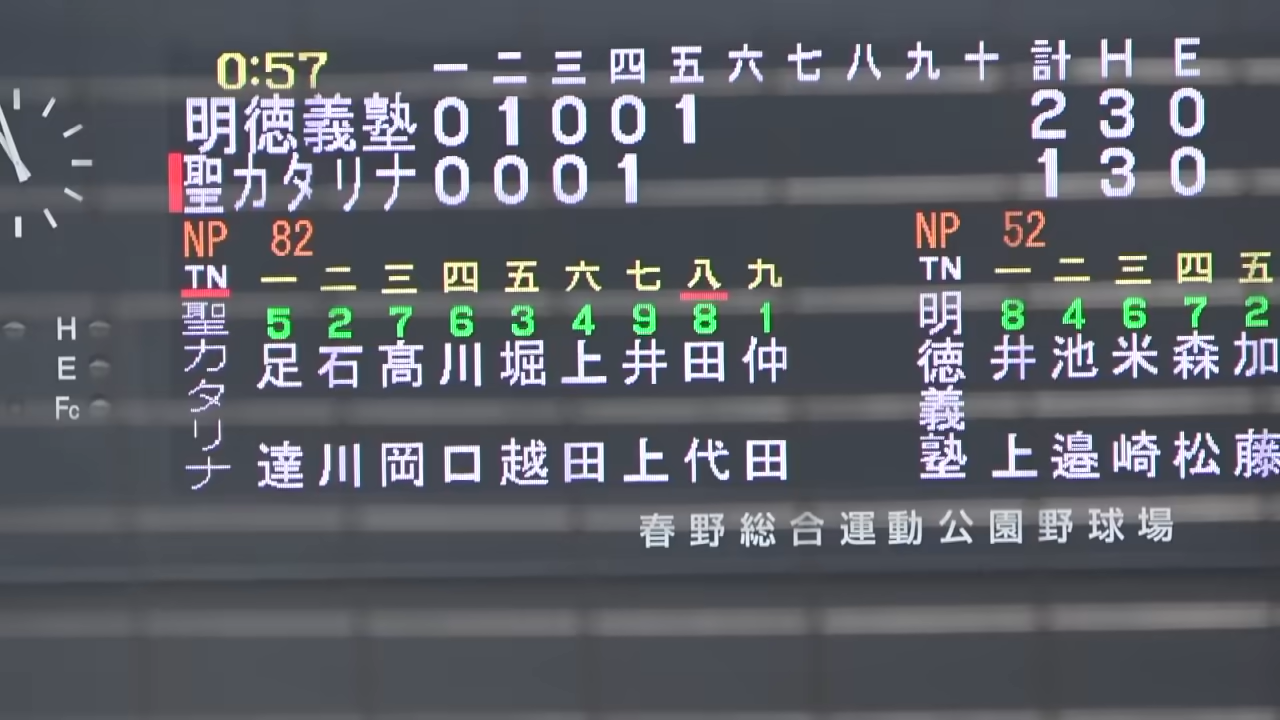 0:57 一 二 三 四 五 六 七 八 九 十 計 H E
明徳義塾 0 1 0 0 1 2 3 0
聖カタリナ 0 0 0 1 1 3 0
NP 82 NP 52
TN 一 二 三 四 五 六 七 八 九
聖カタリナ
5 2 7 6 3 4 9 8 1
足達 石川 髙岡 川口 堀越 上田 井上 田代 仲田
TN 一 二 三 四 五
明徳義塾
8 4 6 7 2
井上 池邉 米崎 森松 加藤
H
E
Fc
春野総合運動公園野球場